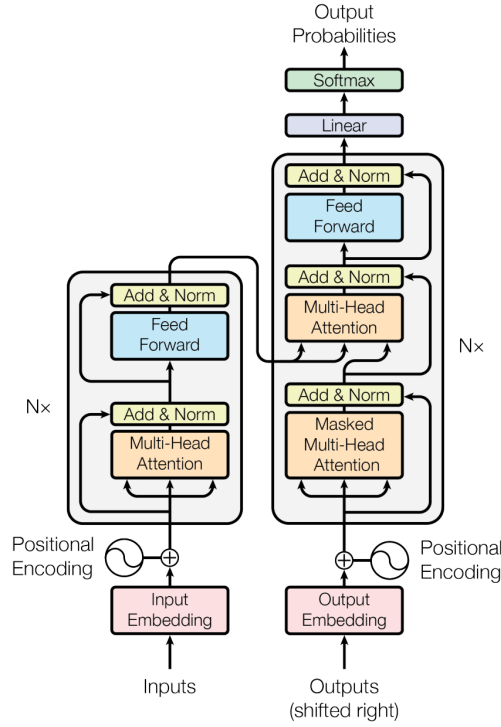 Output
Probabilities
Softmax
Linear
Add & Norm
Feed
Forward
Add & Norm
Multi-Head
Attention
Nx
Add & Norm
Masked
Multi-Head
Attention
Add & Norm
Feed
Forward
Nx
Add & Norm
Multi-Head
Attention
Positional
Encoding
Positional
Encoding
Input
Embedding
Output
Embedding
Inputs
Outputs
(shifted right)